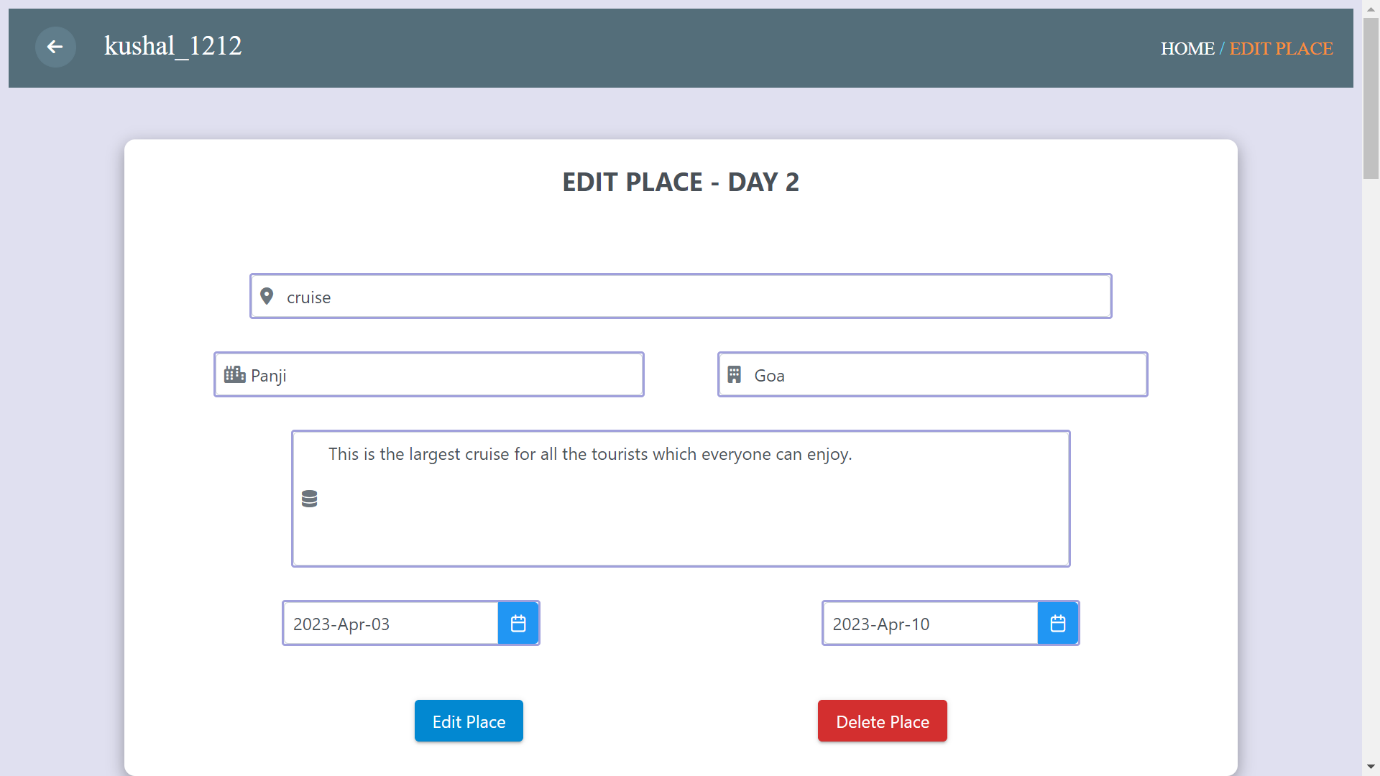 kushal_1212
HOME / EDIT PLACE
EDIT PLACE - DAY 2
cruise
Panji
Goa
This is the largest cruise for all the tourists which everyone can enjoy.
2023-Apr-03
2023-Apr-10
Edit Place
Delete Place